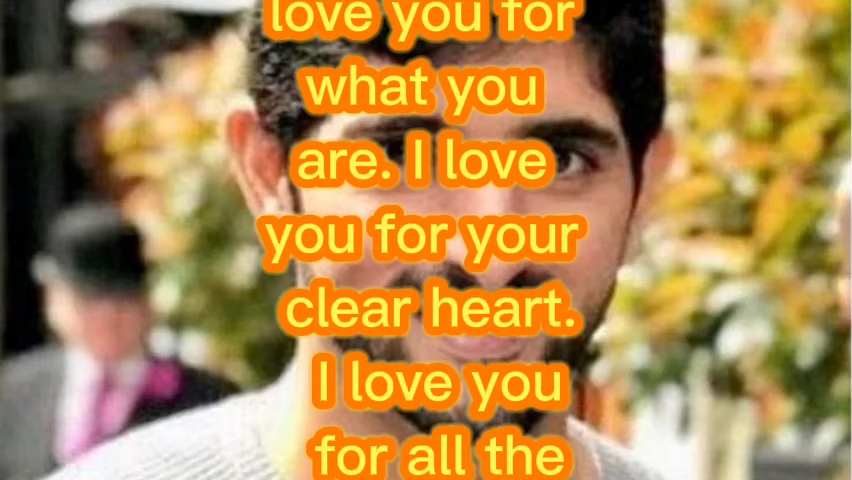 love you for
what you
are. I love
you for your
clear heart.
I love you
for all the